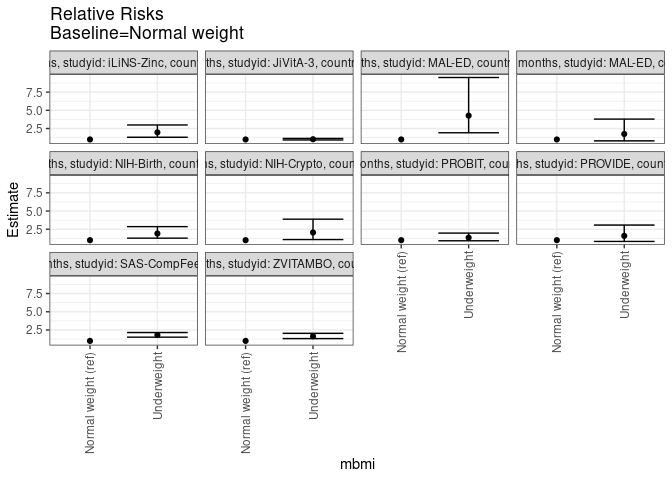 Relative Risks
Baseline=Normal weight
hs, studyid: iLiNS-Zinc, coun
ths, studyid: JiVitA-3, countr
ths, studyid: MAL-ED, countr
months, studyid: MAL-ED, c
7.5
5.0
2.5
ths, studyid: NIH-Birth, count
s, studyid: NIH-Crypto, coun
onths, studyid: PROBIT, coun
hs, studyid: PROVIDE, coun
7.5
5.0
2.5
nths, studyid: SAS-CompFee
ths, studyid: ZVITAMBO, cou
7.5
5.0
2.5
Estimate
Normal weight (ref)
Underweight
Normal weight (ref)
Underweight
Normal weight (ref)
Underweight
Normal weight (ref)
Underweight
mbmi